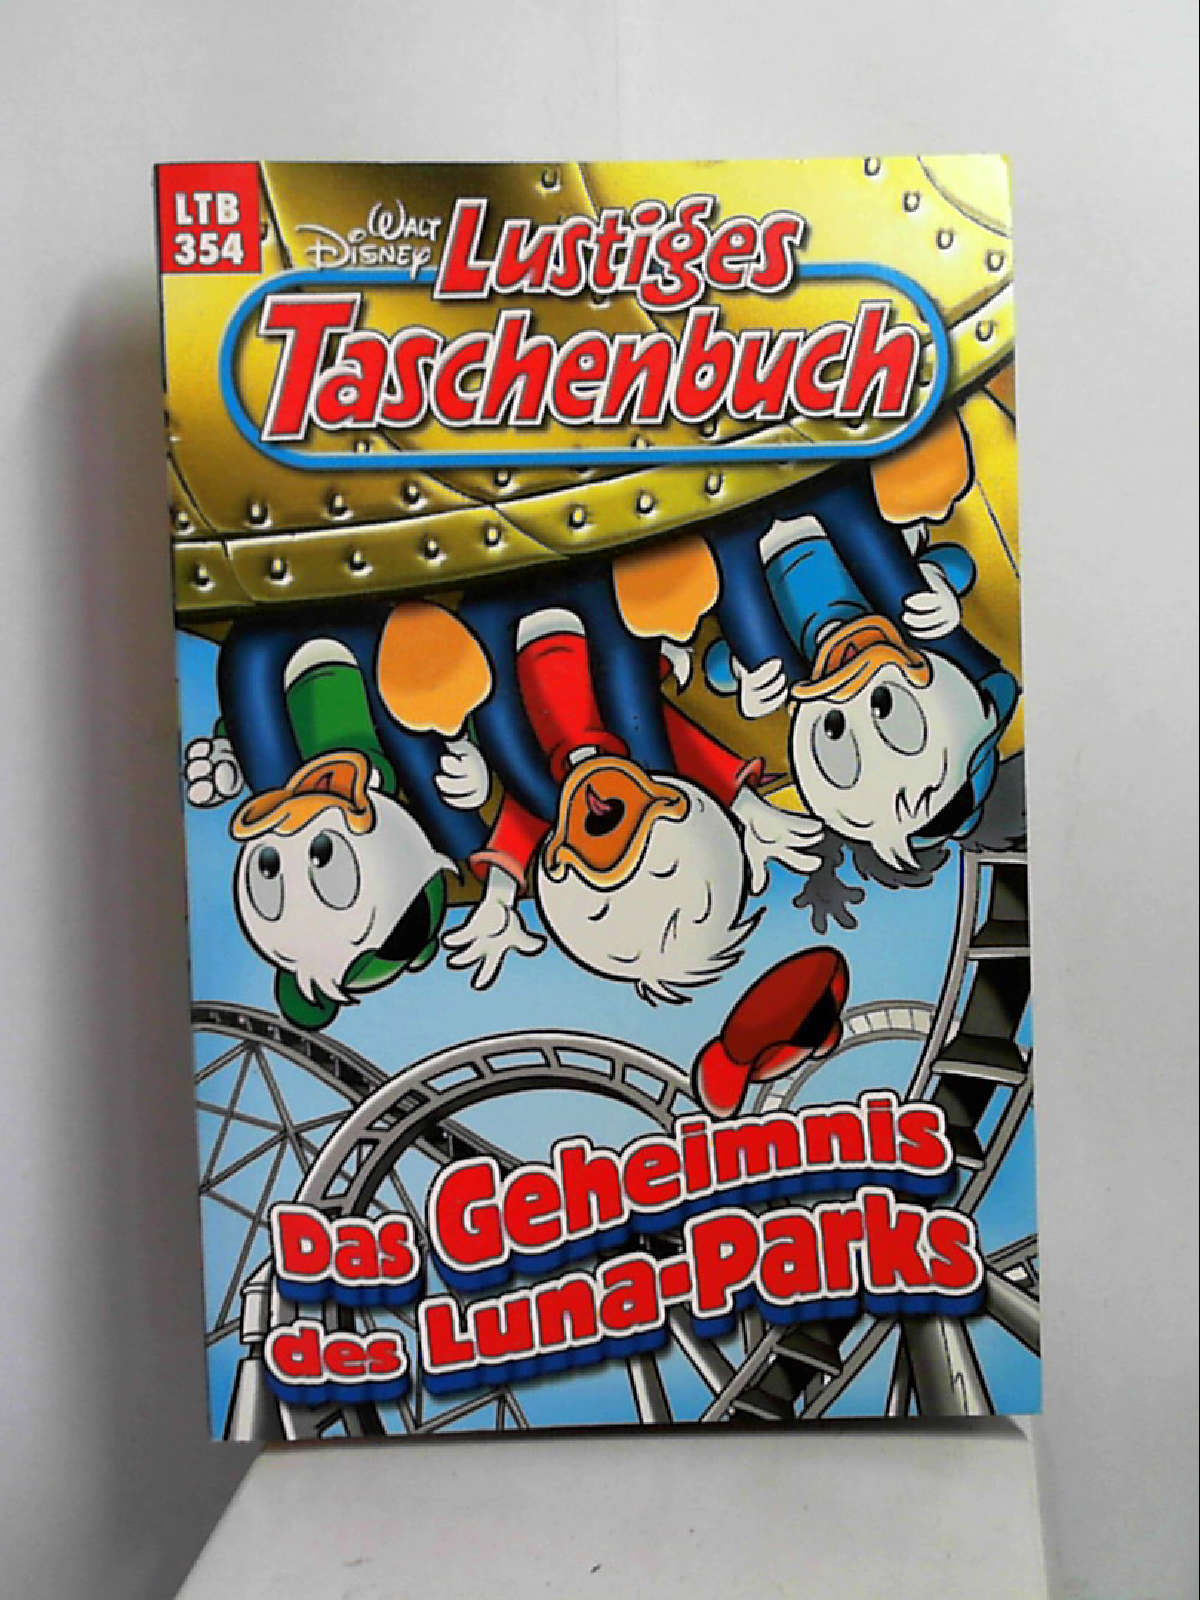 LTB
354
WALT
DISNEY
Lustiges
Taschenbuch
Das Geheimnis
des Luna-Parks